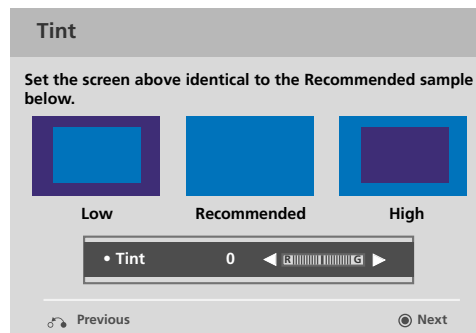 Tint
Set the screen above identical to the Recommended sample
below.
Low Recommended High
• Tint 0 R G
Previous Next